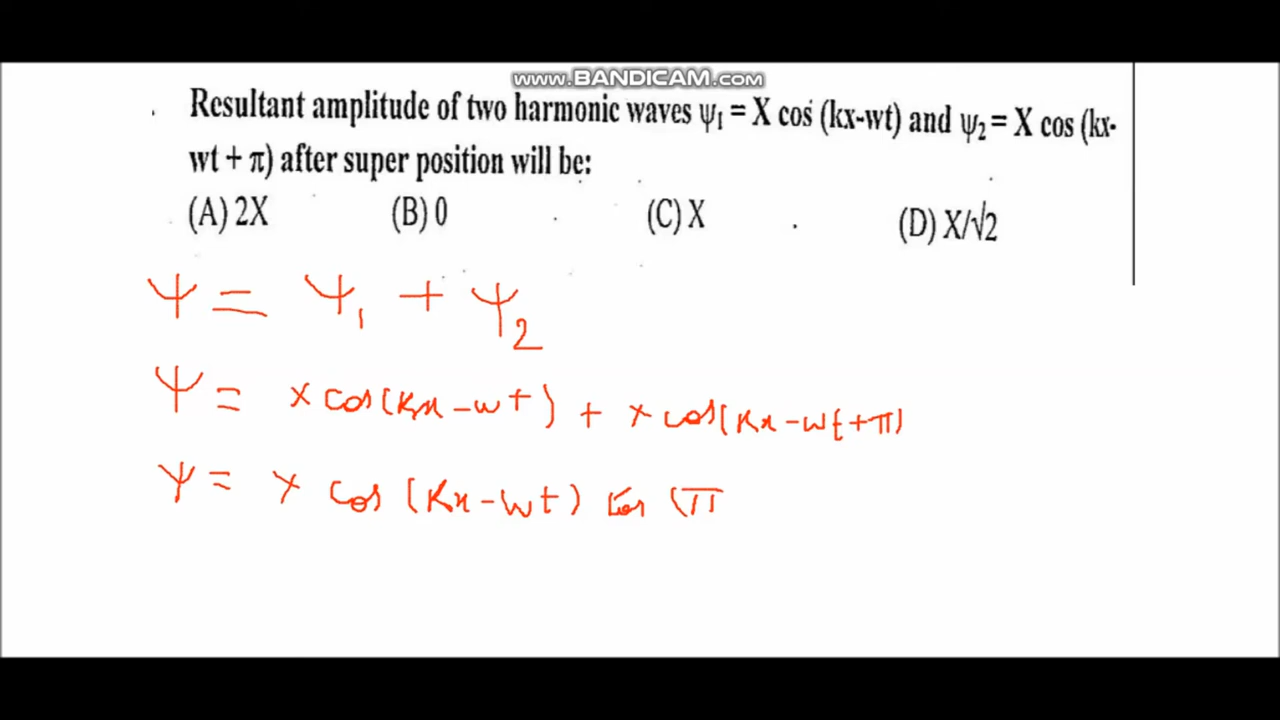 www.BANDICAM.com
Resultant amplitude of two harmonic waves ψ₁ = X cos (kx-wt) and ψ₂ = X cos (kx-
wt + π) after super position will be:
(A) 2X (B) 0 (C) X (D) X/√2
Ψ = Ψ₁ + Ψ₂
Ψ = x cos(Kx - wt) + x cos(Kx - wt + π)
Ψ = x cos (Kx - wt) (π